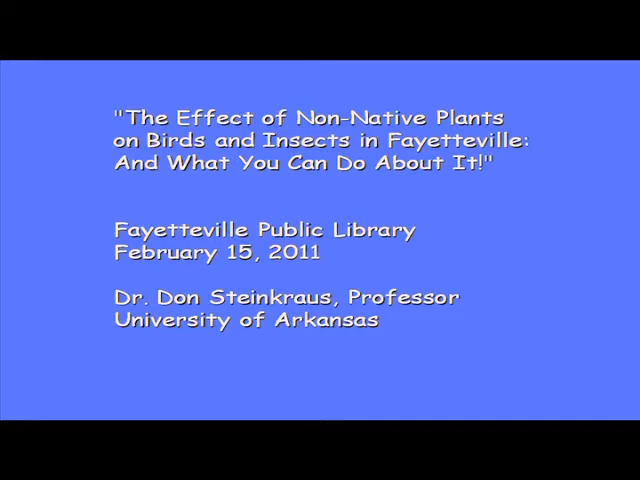 "The Effect of Non-Native Plants
on Birds and Insects in Fayetteville:
And What You Can Do About It!"
Fayetteville Public Library
February 15, 2011
Dr. Don Steinkraus, Professor
University of Arkansas